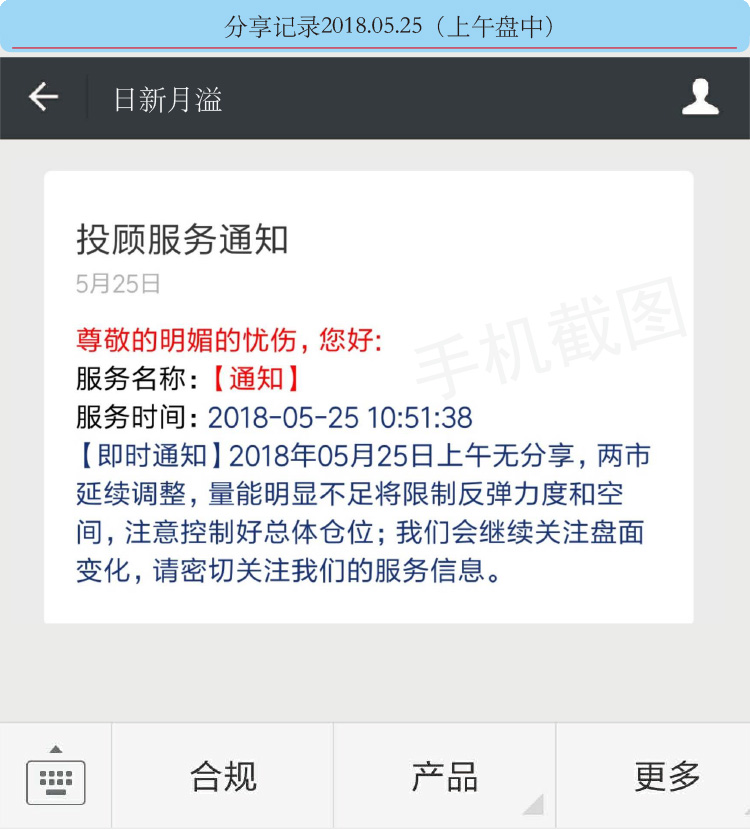 分享记录2018.05.25（上午盘中）
日新月溢
投顾服务通知
5月25日
手机截图
尊敬的明媚的忧伤，您好:
服务名称：【通知】
服务时间：2018-05-25 10:51:38
【即时通知】2018年05月25日上午无分享，两市
延续调整，量能明显不足将限制反弹力度和空
间，注意控制好总体仓位；我们会继续关注盘面
变化，请密切关注我们的服务信息。
合规
产品
更多